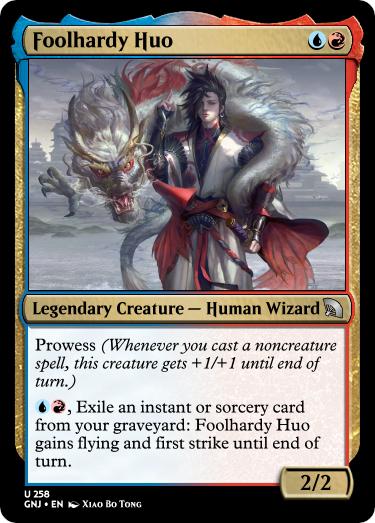 Foolhardy Huo
Legendary Creature — Human Wizard
Prowess (Whenever you cast a noncreature
spell, this creature gets +1/+1 until end of
turn.)
, Exile an instant or sorcery card
from your graveyard: Foolhardy Huo
gains flying and first strike until end of
turn.
2/2
U 258
GNJ • EN Xiao Bo Tong